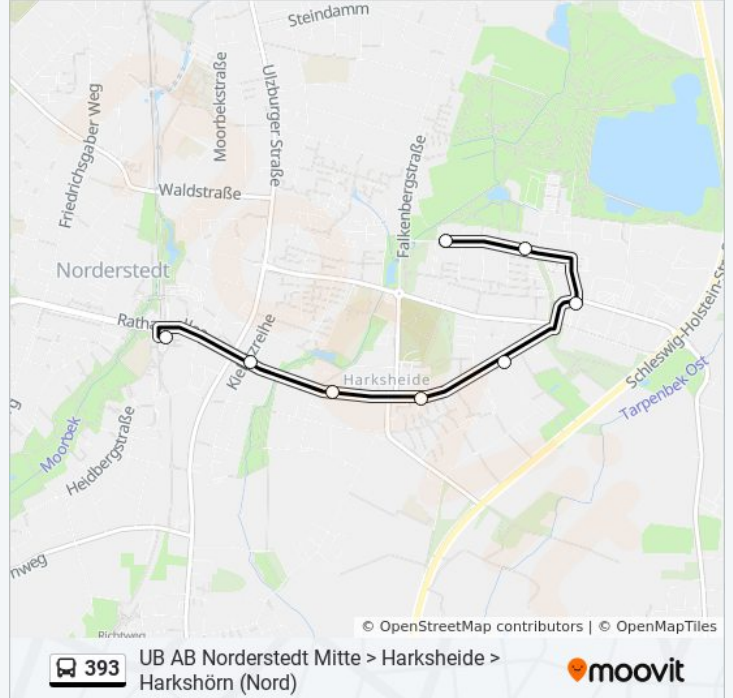 Steindamm
Friedrichsgaber Weg
Moorbekstraße
Ulzburger Straße
Waldstraße
Falkenbergstraße
Norderstedt
Harksheide
Schleswig-Holstein-Str
Tarpenbek Ost
Moorbek
Heidbergstraße
nweg
g
Richtweg
© OpenStreetMap contributors | © OpenMapTiles
393
UB AB Norderstedt Mitte > Harksheide >
Harkshörn (Nord)
moovit